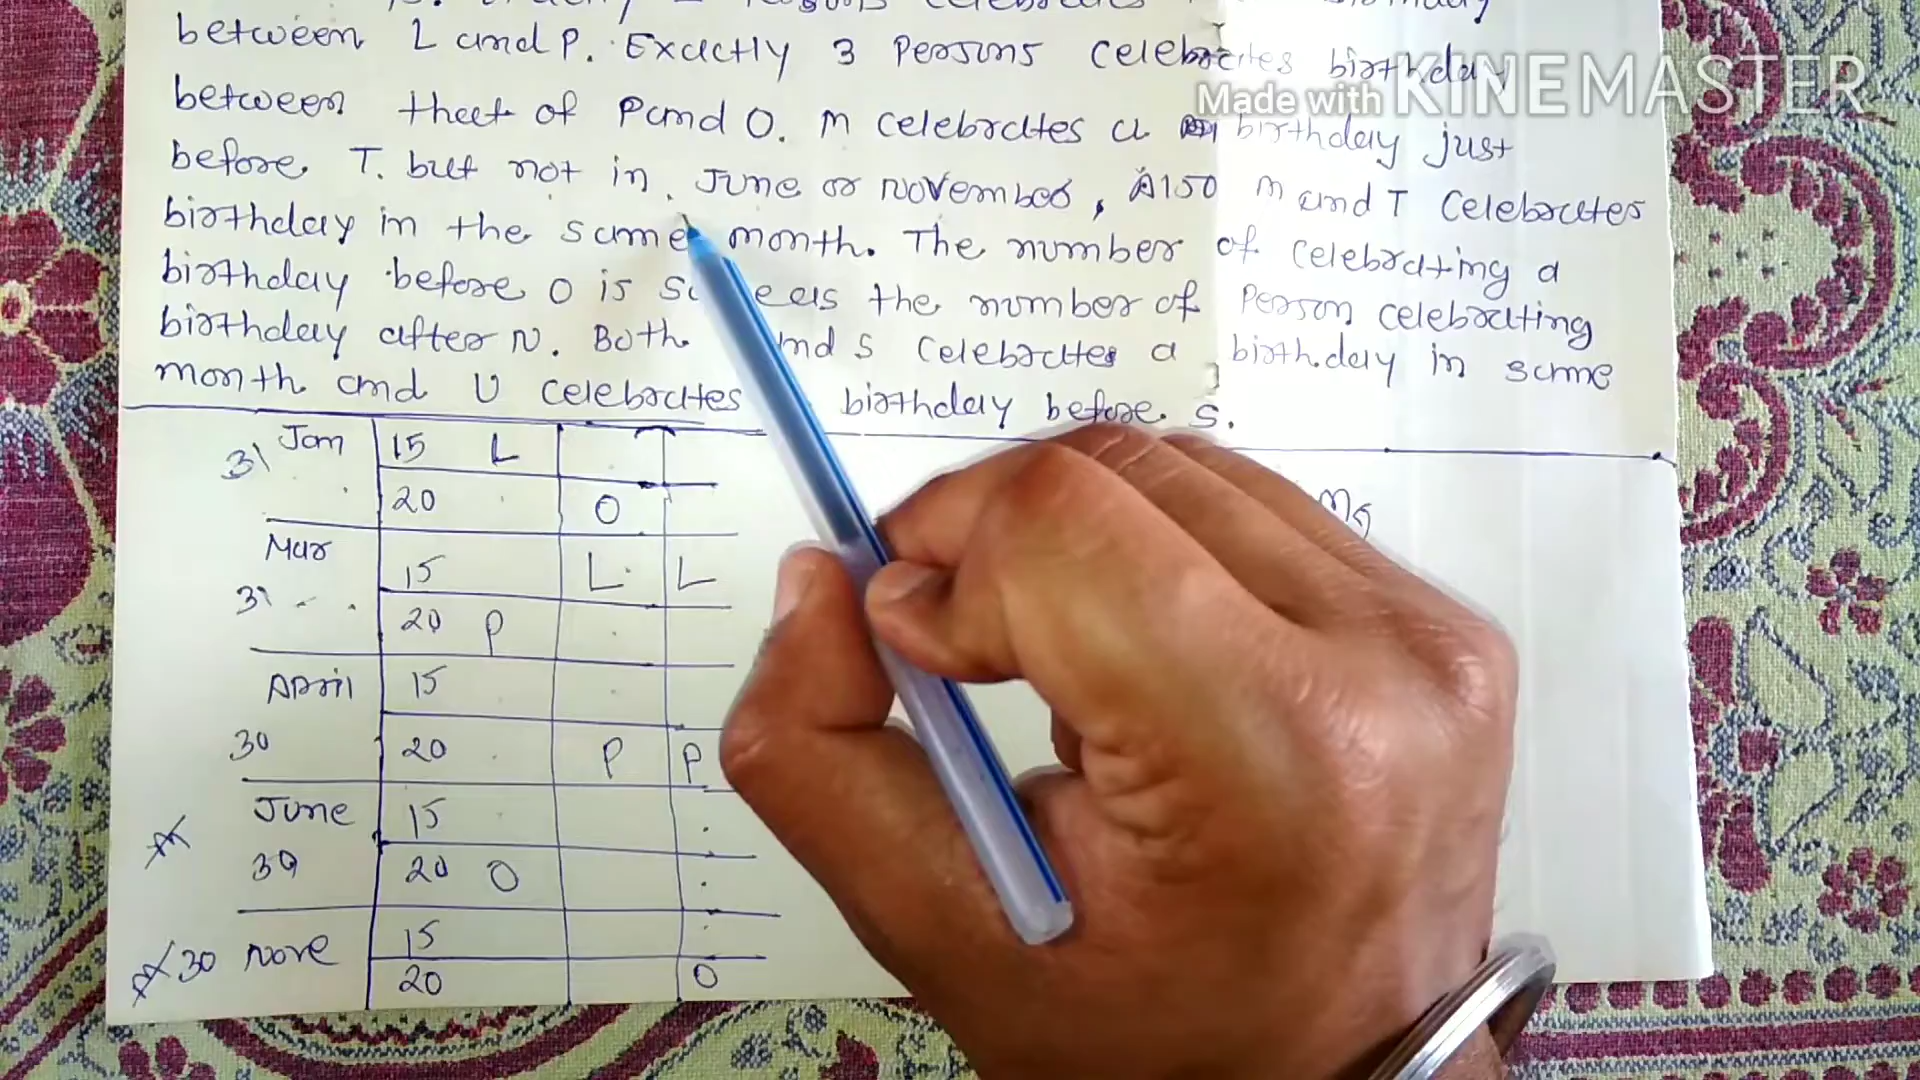 between L and P. Exactly 3 Persons celebrates birthday
between that of P and O. M celebrates a birthday just
before T. but not in June or November, Also M and T celebrates
birthday in the same month. The number of celebrating a
birthday before O is as the number of Person celebrating
birthday after N. Both and S celebrates a birthday in same
month and U celebrates birthday before S.
Made with KINEMASTER
31 Jan 15 L
20 O
Mar 15 L L
31 20 P
April 15
30 20 P P
June 15
30 20 O
30 Nove 15
20 O